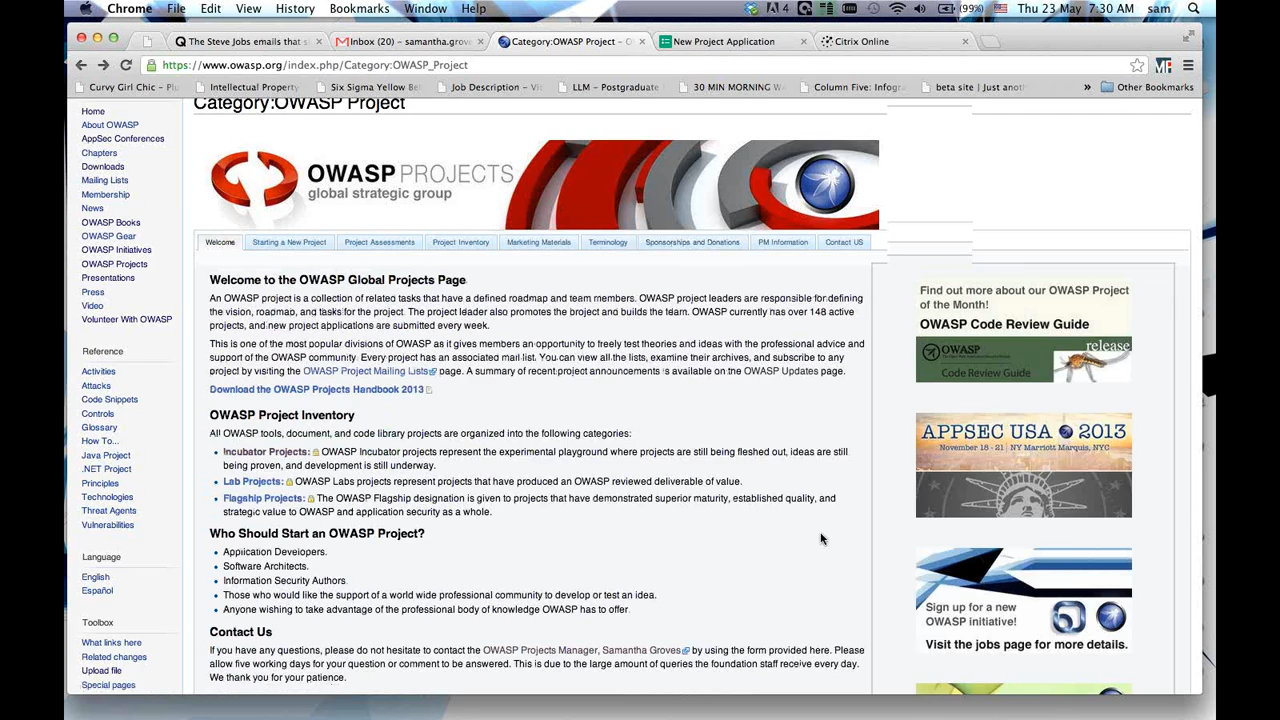 Chrome File Edit View History Bookmarks Window Help 4 (99%) Thu 23 May 7:30 AM sam
The Steve Jobs emails that s Inbox (20) – samantha.grove Category:OWASP Project – O New Project Application Citrix Online
https://www.owasp.org/index.php/Category:OWASP_Project
Curvy Girl Chic – Plu Intellectual Property Six Sigma Yellow Be Job Description – Vi LLM – Postgraduate 30 MIN MORNING W Column Five: Infog beta site | Just anot » Other Bookmarks
Category:OWASP Project
Home
About OWASP
AppSec Conferences
Chapters
Downloads
Mailing Lists
Membership
News
OWASP Books
OWASP Gear
OWASP Initiatives
OWASP Projects
Presentations
Press
Video
Volunteer With OWASP
Reference
Activities
Attacks
Code Snippets
Controls
Glossary
How To...
Java Project
.NET Project
Principles
Technologies
Threat Agents
Vulnerabilities
Language
English
Español
Toolbox
What links here
Related changes
Upload file
Special pages
OWASP PROJECTS
global strategic group
Welcome Starting a New Project Project Assessments Project Inventory Marketing Materials Terminology Sponsorships and Donations PM Information Contact US
Welcome to the OWASP Global Projects Page
An OWASP project is a collection of related tasks that have a defined roadmap and team members. OWASP project leaders are responsible for defining
the vision, roadmap, and tasks for the project. The project leader also promotes the project and builds the team. OWASP currently has over 148 active
projects, and new project applications are submitted every week.
This is one of the most popular divisions of OWASP as it gives members an opportunity to freely test theories and ideas with the professional advice and
support of the OWASP community. Every project has an associated mail list. You can view all the lists, examine their archives, and subscribe to any
project by visiting the OWASP Project Mailing Lists page. A summary of recent project announcements is available on the OWASP Updates page.
Download the OWASP Projects Handbook 2013
OWASP Project Inventory
All OWASP tools, document, and code library projects are organized into the following categories:
Incubator Projects: OWASP Incubator projects represent the experimental playground where projects are still being fleshed out, ideas are still
being proven, and development is still underway.
Lab Projects: OWASP Labs projects represent projects that have produced an OWASP reviewed deliverable of value.
Flagship Projects: The OWASP Flagship designation is given to projects that have demonstrated superior maturity, established quality, and
strategic value to OWASP and application security as a whole.
Who Should Start an OWASP Project?
Application Developers.
Software Architects.
Information Security Authors
Those who would like the support of a world wide professional community to develop or test an idea.
Anyone wishing to take advantage of the professional body of knowledge OWASP has to offer
Contact Us
If you have any questions, please do not hesitate to contact the OWASP Projects Manager, Samantha Groves by using the form provided here. Please
allow five working days for your question or comment to be answered. This is due to the large amount of queries the foundation staff receive every day.
We thank you for your patience.
Find out more about our OWASP Project
of the Month!
OWASP Code Review Guide
OWASP release
Code Review Guide
APPSEC USA 2013
November 18 - 21 | NY Marriott Marquis, NYC
Sign up for a new
OWASP initiative!
Visit the jobs page for more details.